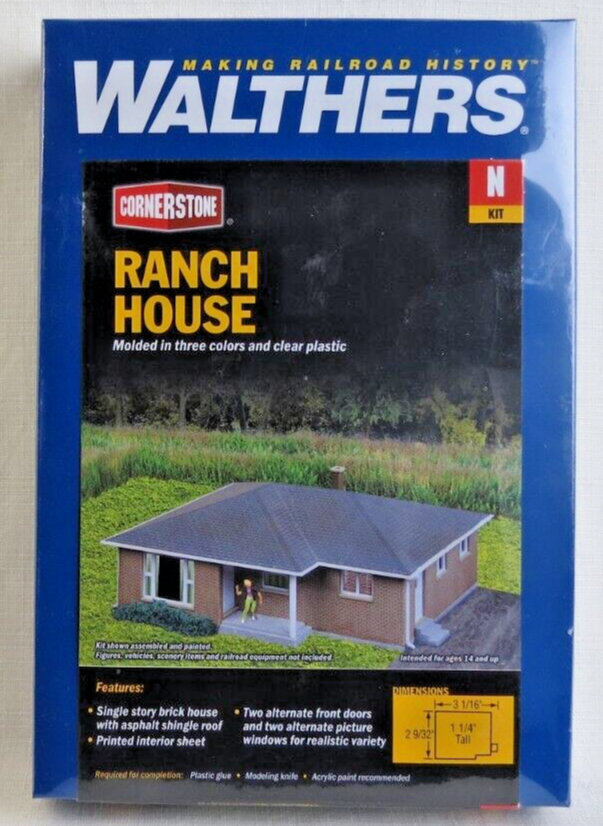 MAKING RAILROAD HISTORY™
WALTHERS®
CORNERSTONE®
N
KIT
RANCH
HOUSE
Molded in three colors and clear plastic
Kit shown assembled and painted.
Figures, vehicles, scenery items and railroad equipment not included.
Intended for ages 14 and up
Features:
• Single story brick house
with asphalt shingle roof
• Printed interior sheet
• Two alternate front doors
and two alternate picture
windows for realistic variety
DIMENSIONS
3 1/16"
2 9/32"
1 1/4"
Tall
Required for completion: Plastic glue • Modeling knife • Acrylic paint recommended